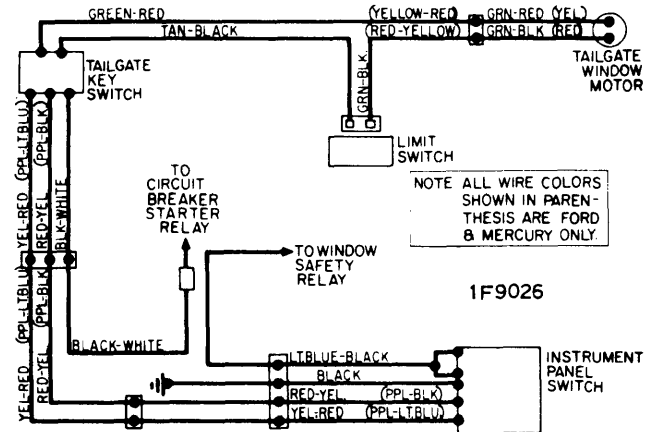 GREEN-RED (YELLOW-RED) GRN-RED (YEL)
TAN-BLACK (RED-YELLOW) GRN-BLK (RED)
TAILGATE
WINDOW
MOTOR
TAILGATE
KEY
SWITCH
GRN-BLK.
LIMIT
SWITCH
YEL-RED (PPL-LTBLU)
RED-YEL (PPL-BLK)
BLK-WHITE
TO
CIRCUIT
BREAKER
STARTER
RELAY
NOTE ALL WIRE COLORS
SHOWN IN PAREN-
THESIS ARE FORD
& MERCURY ONLY.
TO WINDOW
SAFETY
RELAY
1F9026
YEL-RED (PPL-LTBLU)
RED-YEL (PPL-BLK)
BLACK-WHITE
LT.BLUE-BLACK
BLACK
RED-YEL. (PPL-BLK)
YEL-RED (PPL-LT.BLU)
INSTRUMENT
PANEL
SWITCH